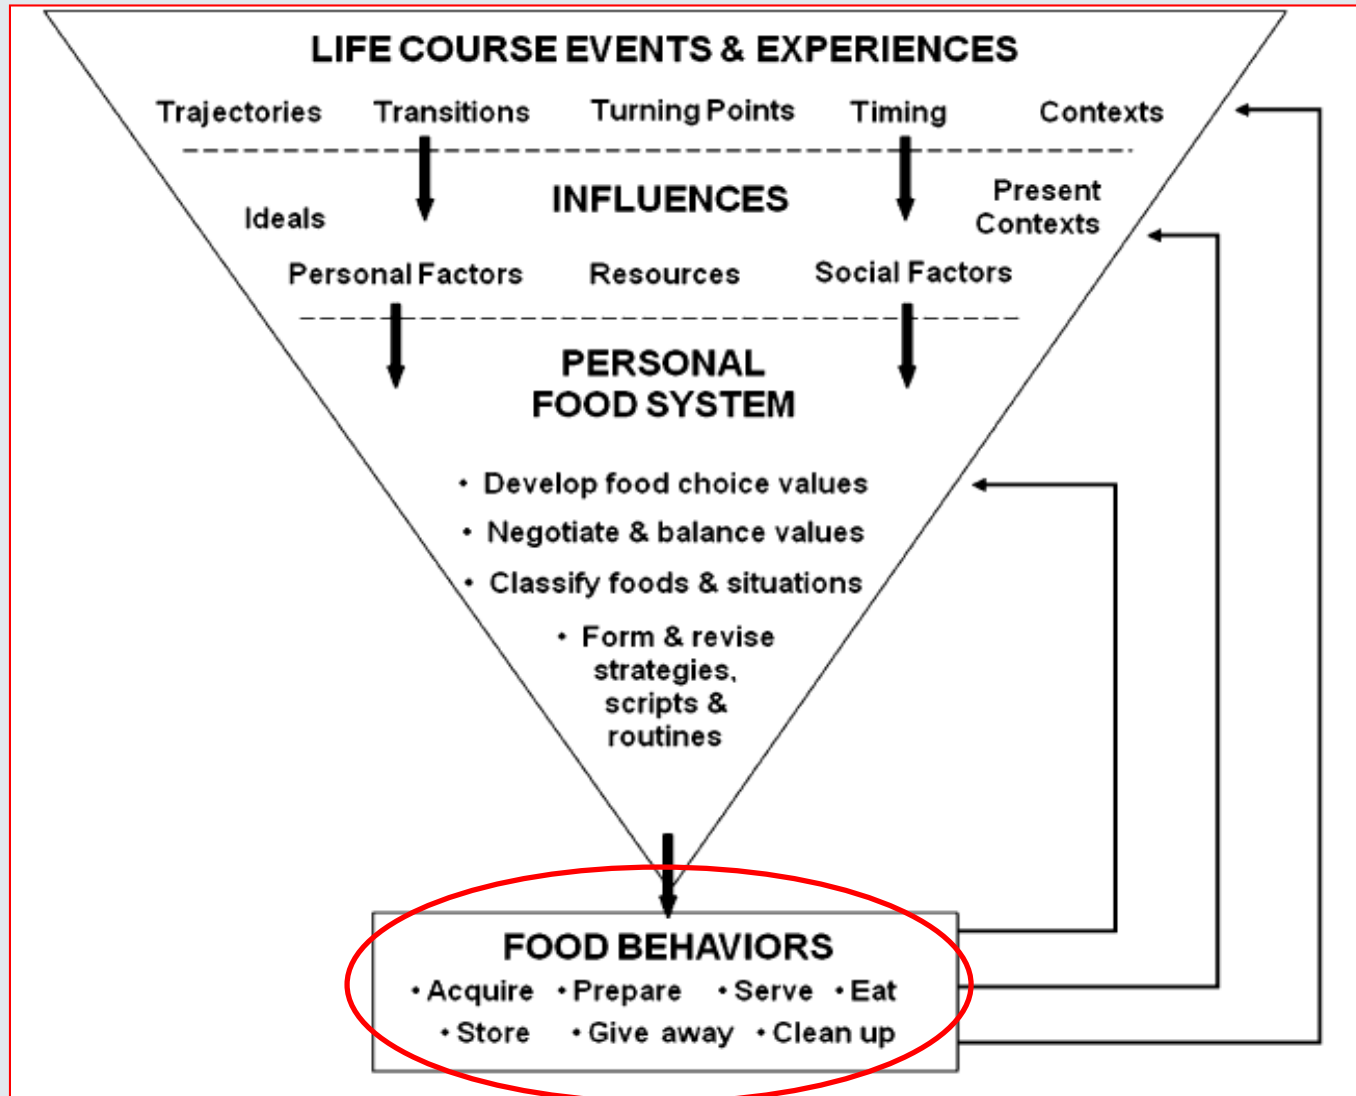 LIFE COURSE EVENTS & EXPERIENCES
Trajectories Transitions Turning Points Timing Contexts
INFLUENCES
Ideals
Present
Contexts
Personal Factors Resources Social Factors
PERSONAL
FOOD SYSTEM
• Develop food choice values
• Negotiate & balance values
• Classify foods & situations
• Form & revise
strategies,
scripts &
routines
FOOD BEHAVIORS
• Acquire • Prepare • Serve • Eat
• Store • Give away • Clean up